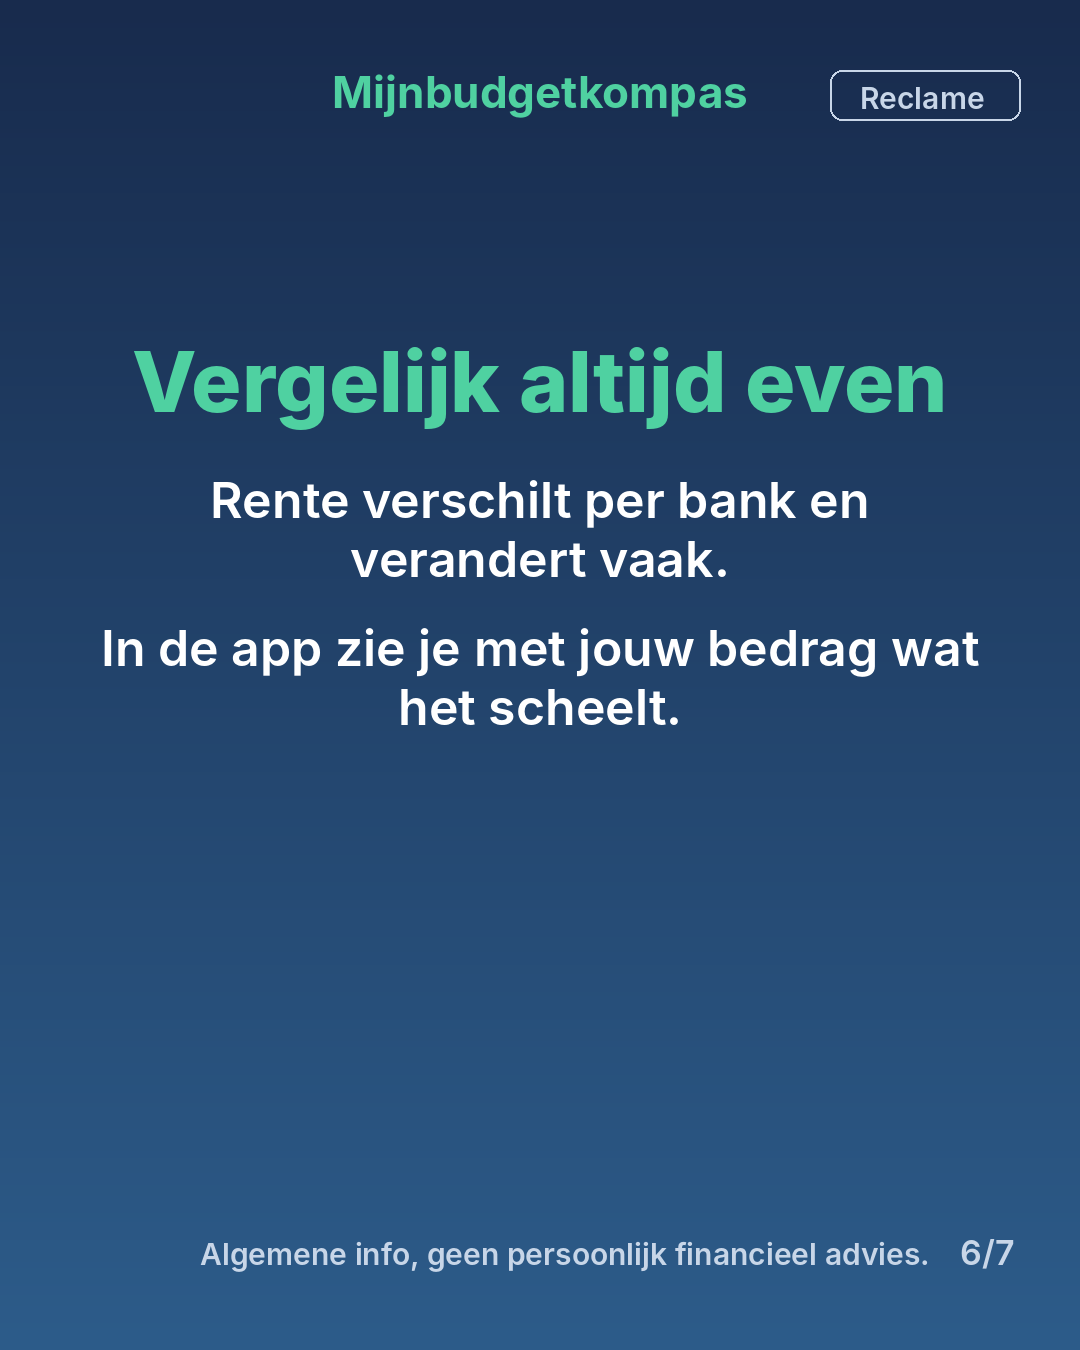 Mijnbudgetkompas
Reclame
Vergelijk altijd even
Rente verschilt per bank en
verandert vaak.
In de app zie je met jouw bedrag wat
het scheelt.
Algemene info, geen persoonlijk financieel advies.
6/7